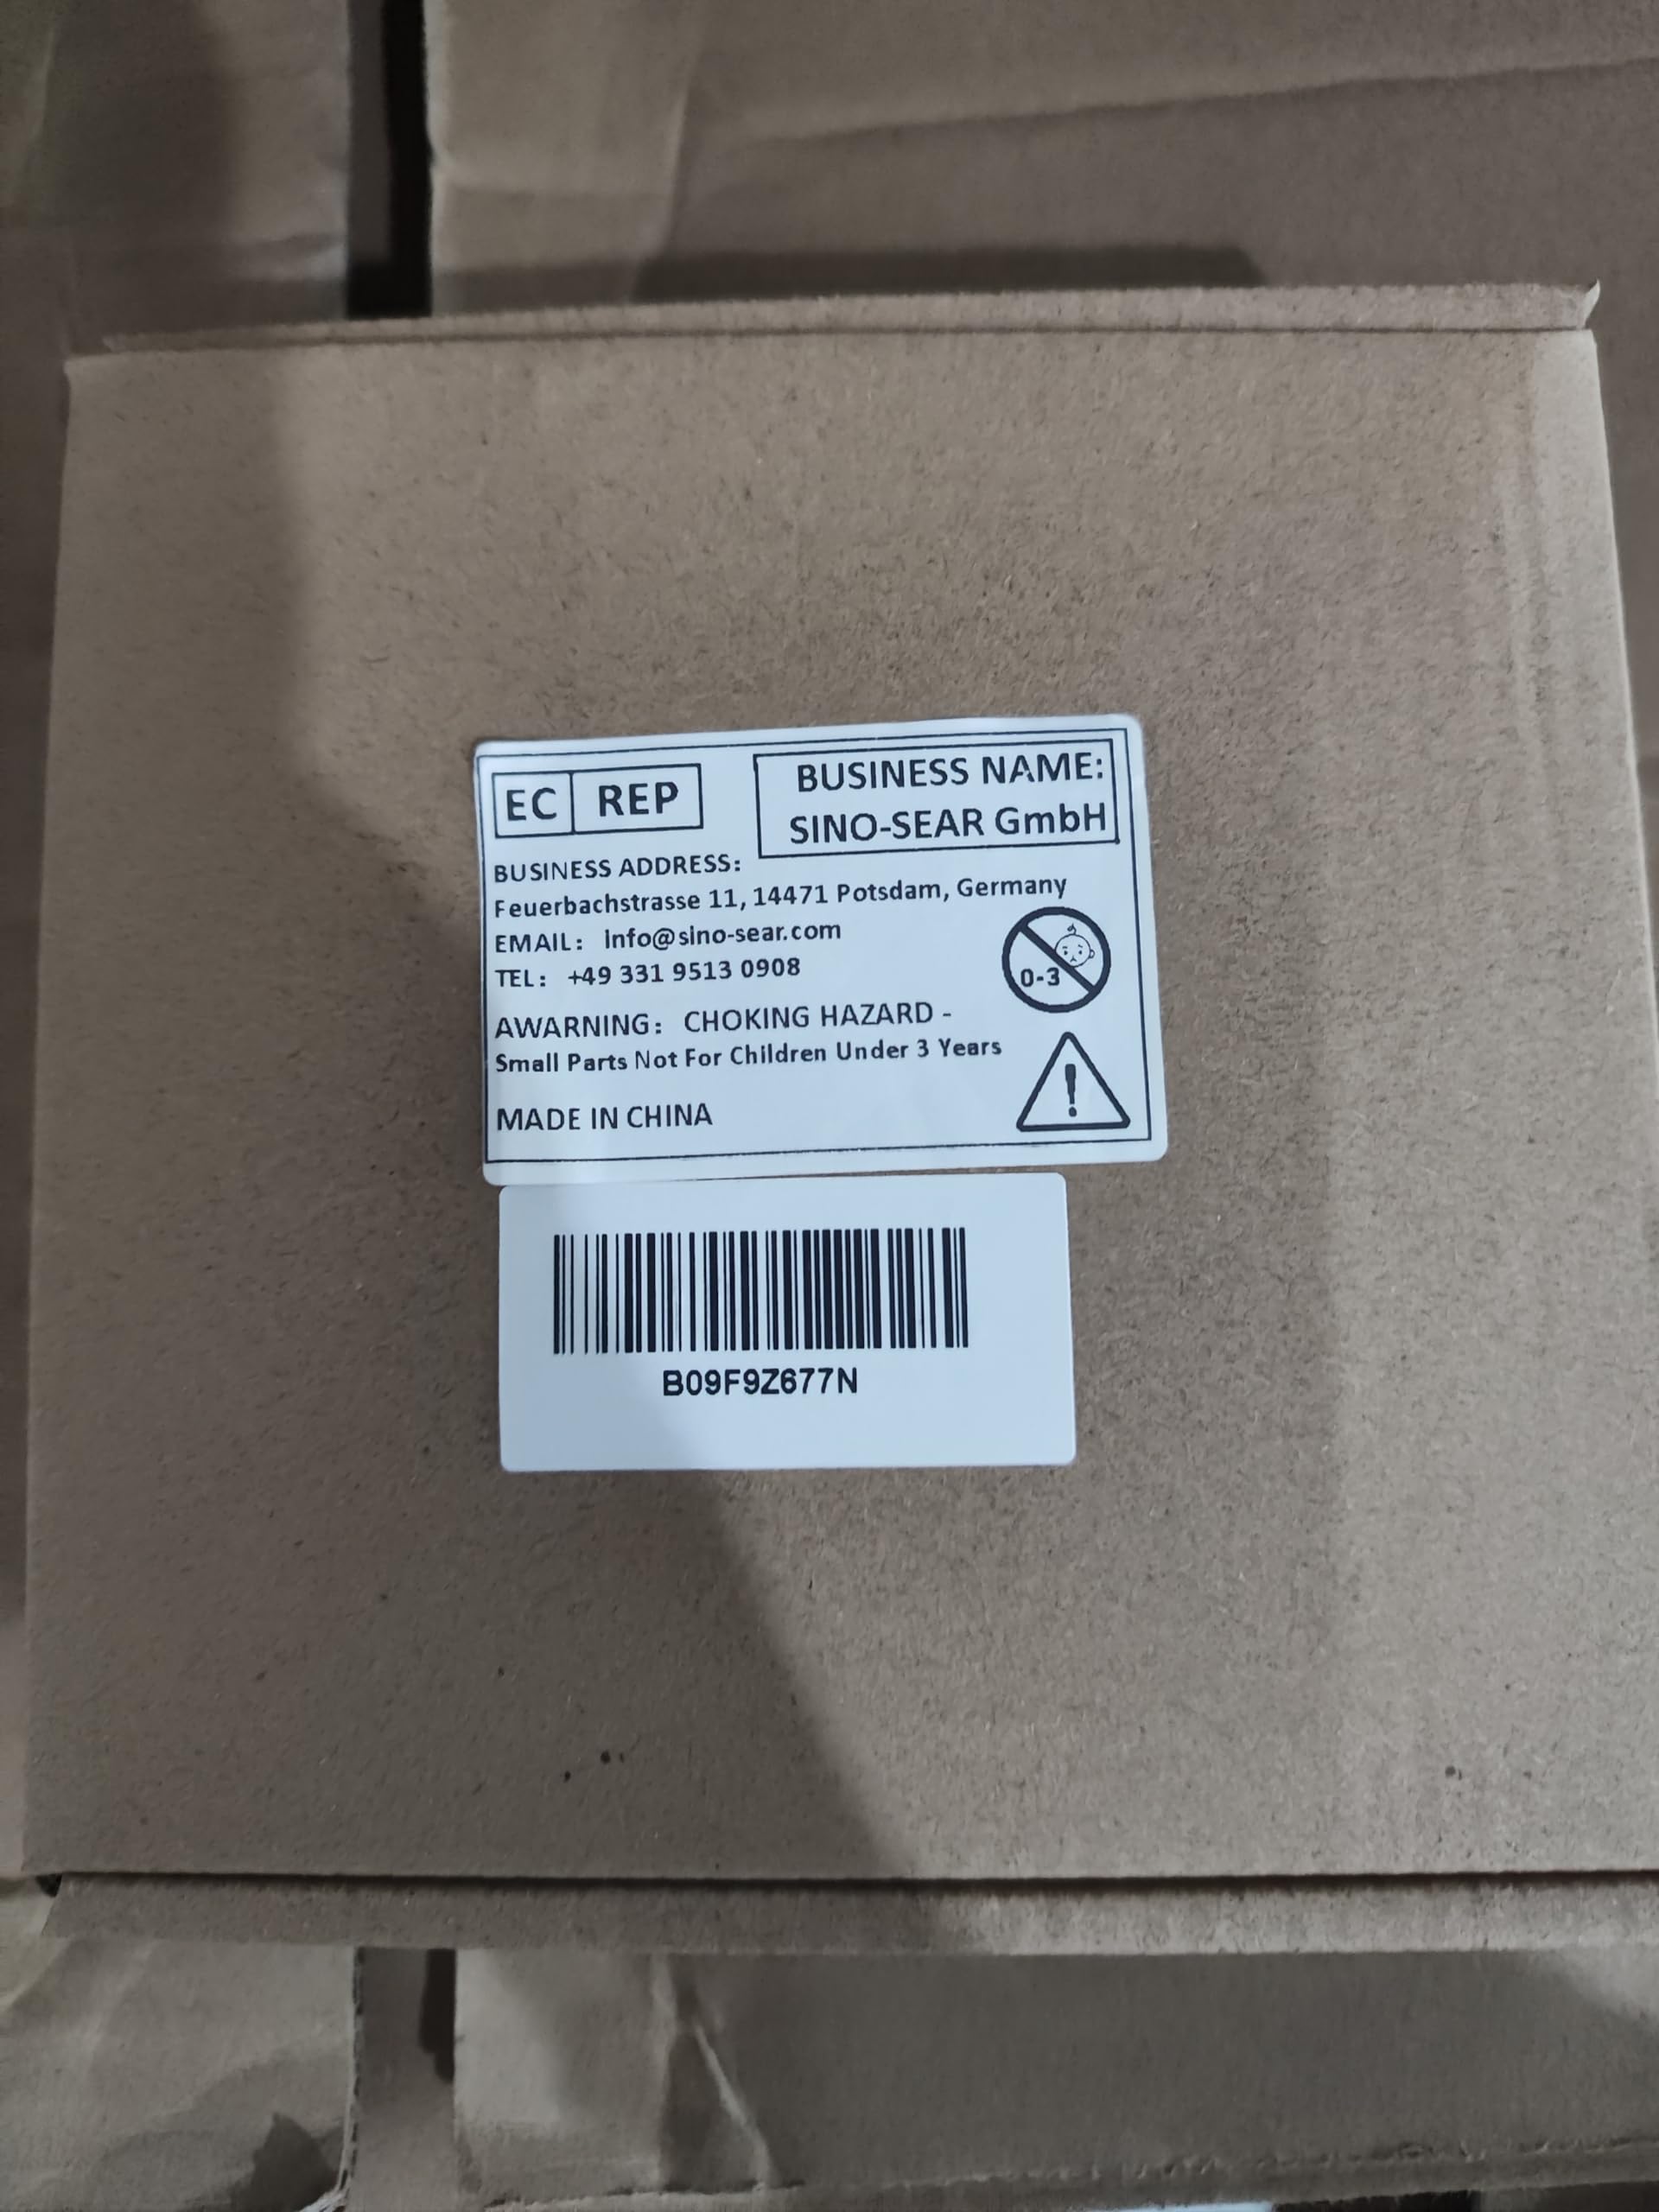 EC REP
BUSINESS NAME:
SINO-SEAR GmbH
BUSINESS ADDRESS:
Feuerbachstrasse 11, 14471 Potsdam, Germany
EMAIL: info@sino-sear.com
TEL: +49 331 9513 0908
0-3
AWARNING: CHOKING HAZARD -
Small Parts Not For Children Under 3 Years
!
MADE IN CHINA
B09F9Z677N